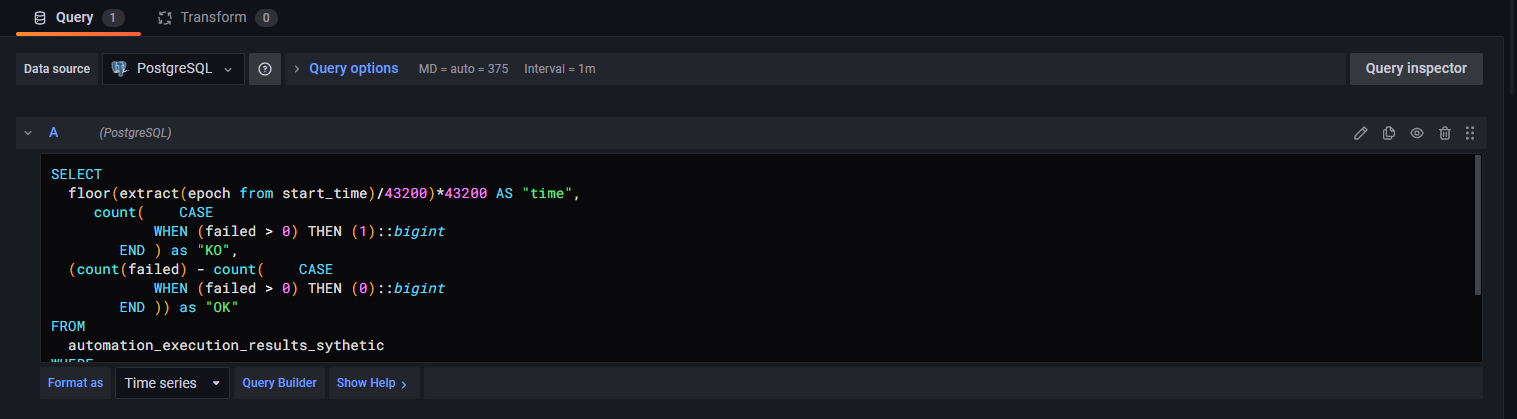 Query 1 Transform 0
Data source PostgreSQL Query options MD = auto = 375 Interval = 1m Query inspector
A (PostgreSQL)
SELECT
floor(extract(epoch from start_time)/43200)*43200 AS "time",
count( CASE
WHEN (failed > 0) THEN (1)::bigint
END ) as "KO",
(count(failed) - count( CASE
WHEN (failed > 0) THEN (0)::bigint
END )) as "OK"
FROM
automation_execution_results_sythetic
WHERE
Format as Time series Query Builder Show Help >